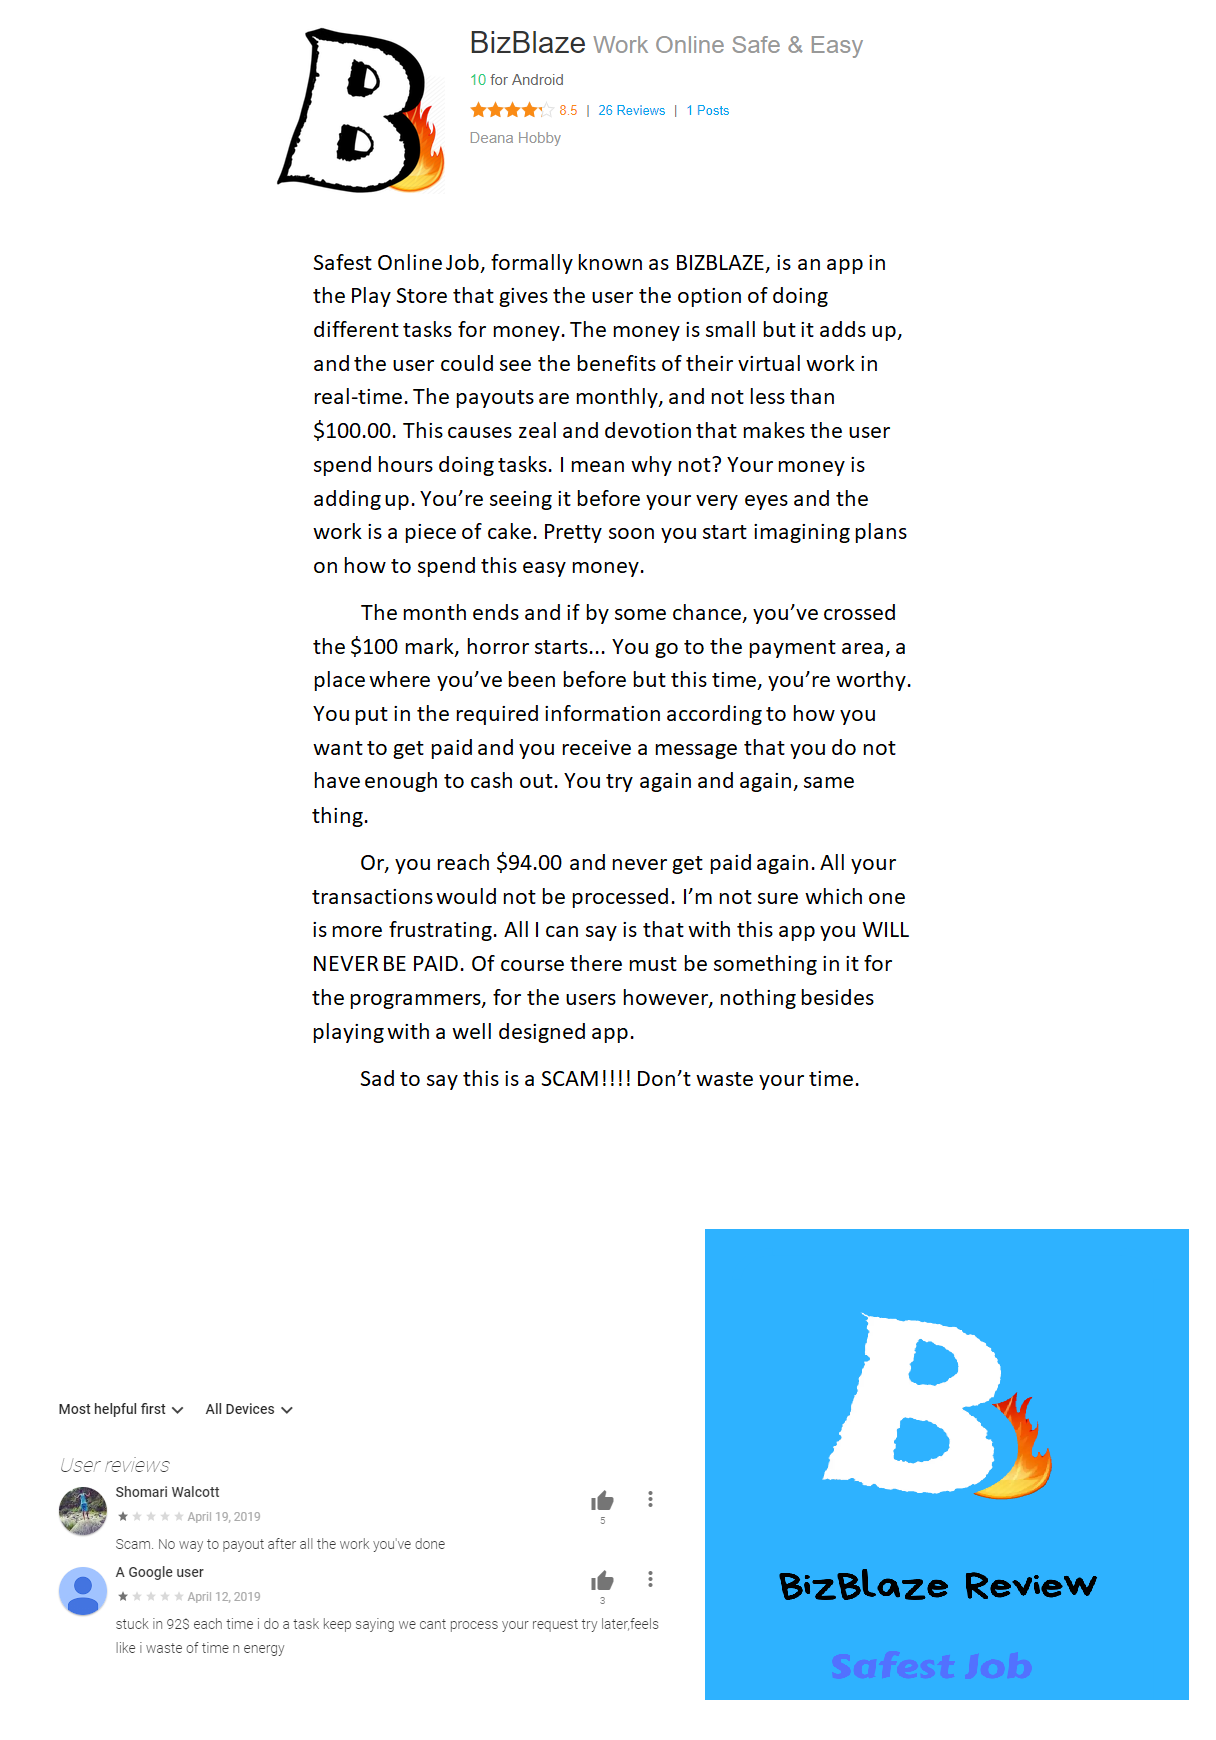 B
BizBlaze Work Online Safe & Easy
10 for Android
8.5 | 26 Reviews | 1 Posts
Deana Hobby
Safest Online Job, formally known as BIZBLAZE, is an app in
the Play Store that gives the user the option of doing
different tasks for money. The money is small but it adds up,
and the user could see the benefits of their virtual work in
real-time. The payouts are monthly, and not less than
$100.00. This causes zeal and devotion that makes the user
spend hours doing tasks. I mean why not? Your money is
adding up. You’re seeing it before your very eyes and the
work is a piece of cake. Pretty soon you start imagining plans
on how to spend this easy money.
The month ends and if by some chance, you’ve crossed
the $100 mark, horror starts... You go to the payment area, a
place where you’ve been before but this time, you’re worthy.
You put in the required information according to how you
want to get paid and you receive a message that you do not
have enough to cash out. You try again and again, same
thing.
Or, you reach $94.00 and never get paid again. All your
transactions would not be processed. I’m not sure which one
is more frustrating. All I can say is that with this app you WILL
NEVER BE PAID. Of course there must be something in it for
the programmers, for the users however, nothing besides
playing with a well designed app.
Sad to say this is a SCAM!!!! Don’t waste your time.
Most helpful first All Devices
User reviews
Shomari Walcott
April 19, 2019
5
Scam. No way to payout after all the work you've done
A Google user
April 12, 2019
3
stuck in 92$ each time i do a task keep saying we cant process your request try later,feels
like i waste of time n energy
B
BizBlaze Review
Safest Job